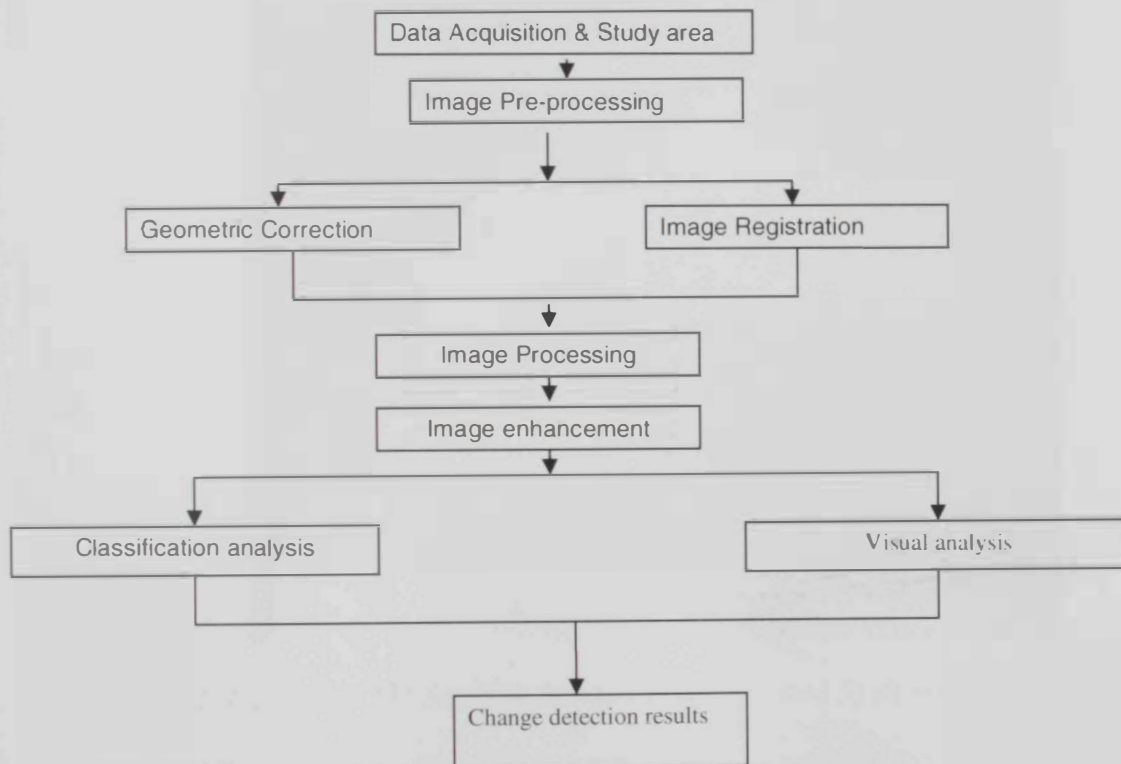 Data Acquisition & Study area
Image Pre-processing
Geometric Correction
Image Registration
Image Processing
Image enhancement
Classification analysis
Visual analysis
Change detection results